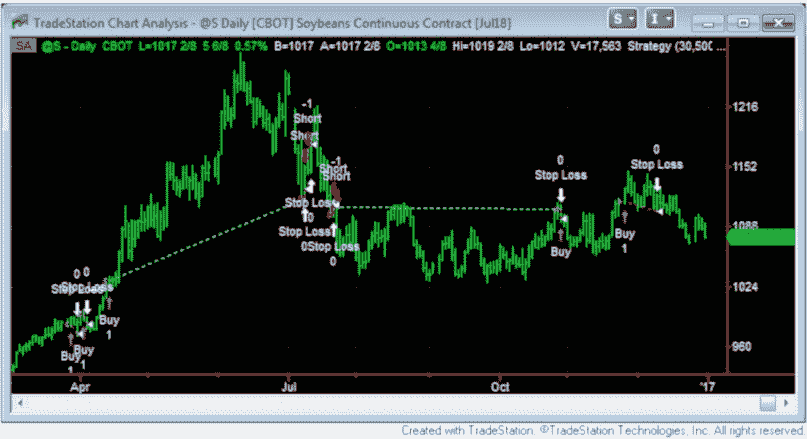 TradeStation Chart Analysis - @S Daily [CBOT] Soybeans Continuous Contract [Jul18]
S I
SA @S - Daily CBOT L=1017 2/8 5 6/8 0.57% B=1017 A=1017 2/8 O=1013 4/8 Hi=1019 2/8 Lo=1012 V=17,563 Strategy (30,500 ...
-1
Short
Short
1216
0
Stop Loss
1152
-1
Short
Short
0
Stop Loss
Stop Loss
0
Stop Loss
0Stop Loss
0
1088
Buy
Buy
1
0 0
Stop Loss
1024
Buy
1
Buy
1
Buy
1
960
Apr Jul Oct '17
Created with TradeStation. ©TradeStation Technologies, Inc. All rights reserved.